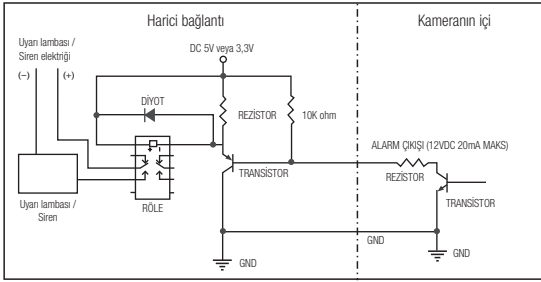 Harici bağlantı
Kameranın içi
Uyarı lambası /
Siren elektriği
(−)
(+)
DC 5V veya 3,3V
DİYOT
REZİSTOR
10K ohm
ALARM ÇIKIŞI (12VDC 20mA MAKS)
REZİSTOR
TRANSİSTOR
TRANSİSTOR
Uyarı lambası /
Siren
RÖLE
GND
GND
GND